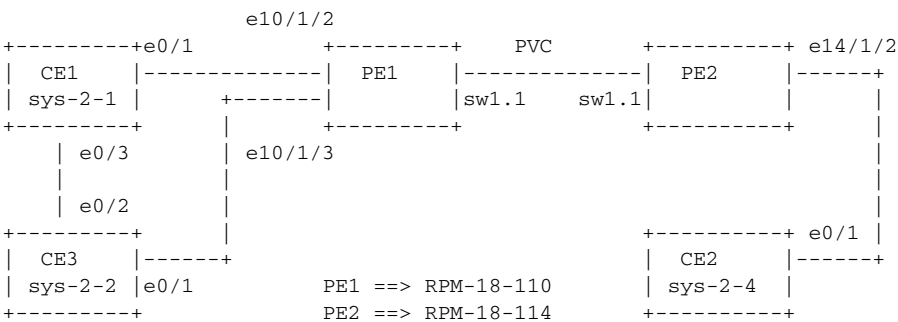 e10/1/2
e0/1 PVC e14/1/2
CE1 PE1 PE2
sys-2-1 sw1.1 sw1.1
e0/3 e10/1/3
e0/2
e0/1
CE3 CE2
sys-2-2 e0/1 PE1 ==> RPM-18-110 sys-2-4
PE2 ==> RPM-18-114